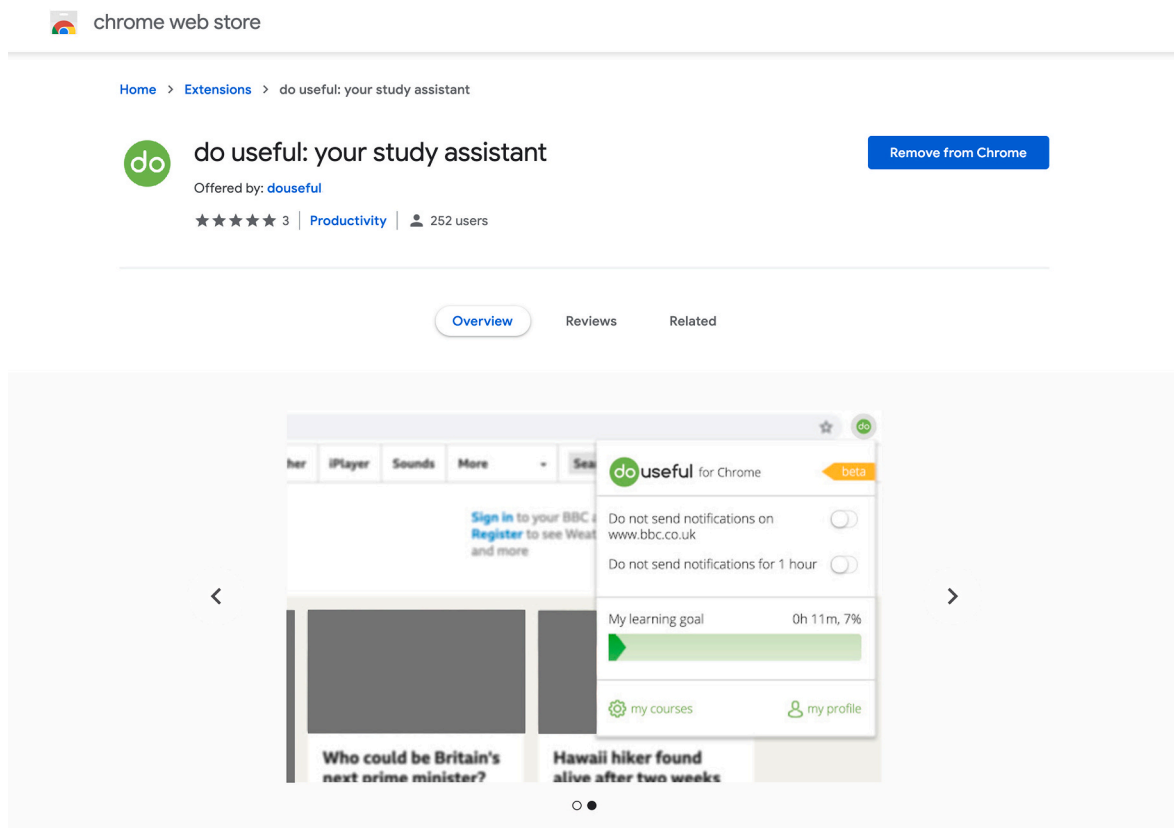 chrome web store
Home > Extensions > do useful: your study assistant
do
do useful: your study assistant
Remove from Chrome
Offered by: douseful
3 | Productivity | 252 users
Overview Reviews Related
do
her iPlayer Sounds More Sea
douseful for Chrome beta
Sign in to your BBC a
Register to see Weat
and more
Do not send notifications on
www.bbc.co.uk
Do not send notifications for 1 hour
My learning goal 0h 11m, 7%
my courses my profile
Who could be Britain's
next prime minister?
Hawaii hiker found
alive after two weeks